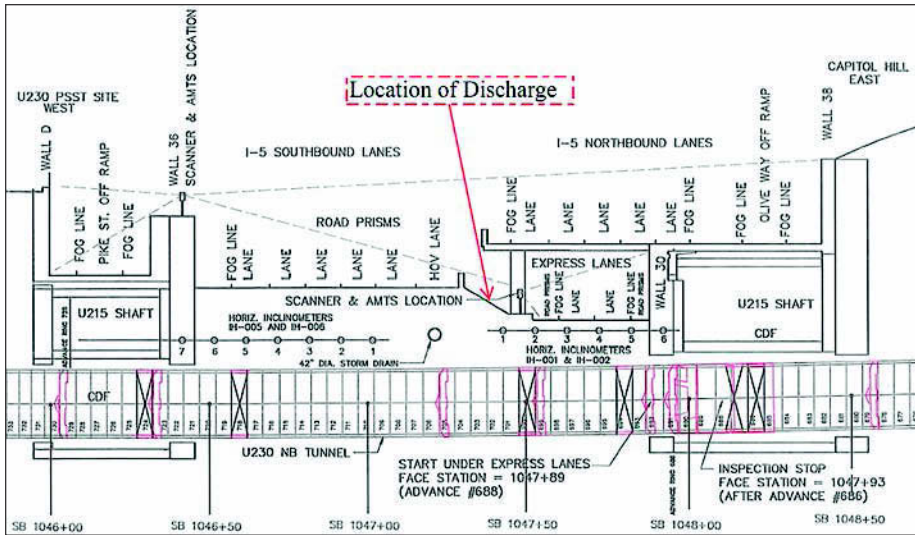 CAPITOL HILL
EAST
U230 PSST SITE
WEST
WALL D
FOG LINE
PIKE ST. OFF RAMP
FOG LINE
WALL 36
SCANNER & AMTS LOCATION
Location of Discharge
I-5 SOUTHBOUND LANES
I-5 NORTHBOUND LANES
ROAD PRISMS
FOG LINE
LANE
LANE
LANE
LANE
LANE
HOV LANE
FOG LINE
LANE
LANE
LANE
LANE
LANE
FOG LINE
FOG LINE
OLIVE WAY OFF RAMP
FOG LINE
WALL 38
EXPRESS LANES
SCANNER & AMTS LOCATION
ROAD PRISMS
FOG LINE
LANE
LANE
FOG LINE
ROAD PRISMS
WALL 30
U215 SHAFT
HORIZ. INCLINOMETERS
IH-005 AND IH-006
7 6 5 4 3 2 1
42" DIA. STORM DRAIN
1 2 3 4 5 6
HORIZ. INCLINOMETERS
IH-001 & IH-002
U215 SHAFT
CDF
CDF
U230 NB TUNNEL
START UNDER EXPRESS LANES
FACE STATION = 1047+89
(ADVANCE #688)
INSPECTION STOP
FACE STATION = 1047+93
(AFTER ADVANCE #686)
SB 1046+00
SB 1046+50
SB 1047+00
SB 1047+50
SB 1048+00
SB 1048+50